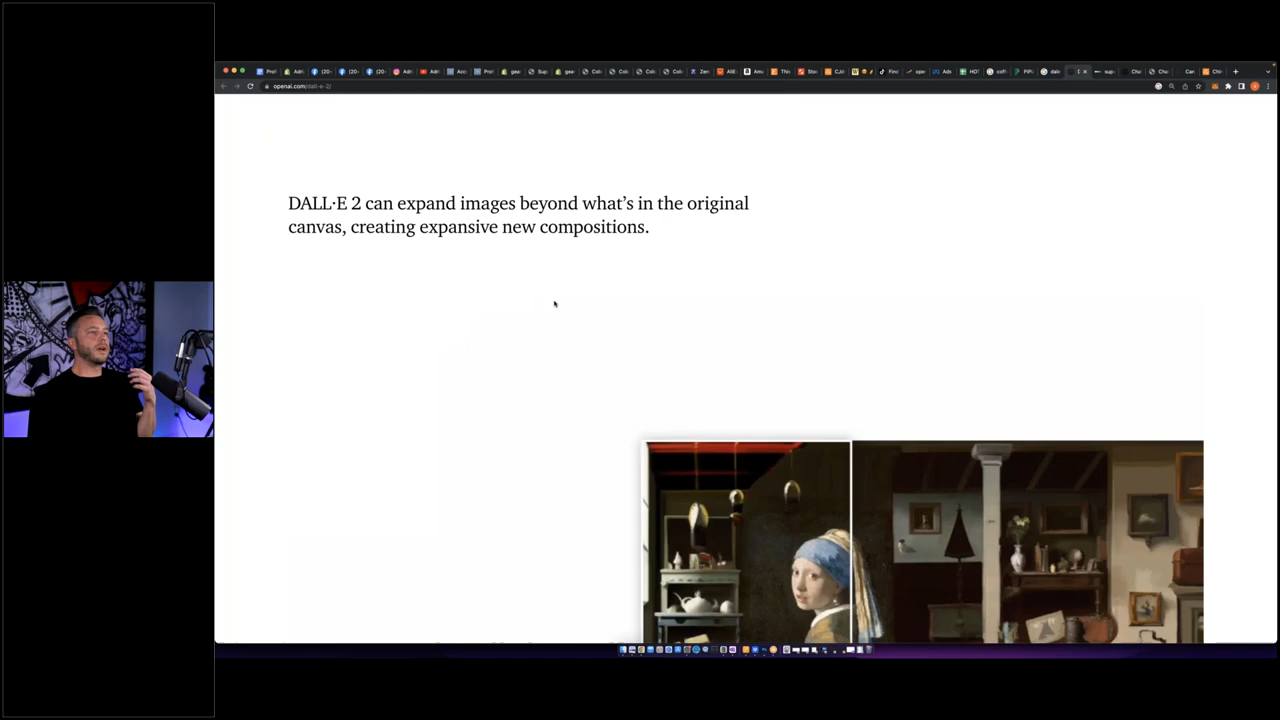 openai.com/dall-e-2/
DALL·E 2 can expand images beyond what's in the original
canvas, creating expansive new compositions.